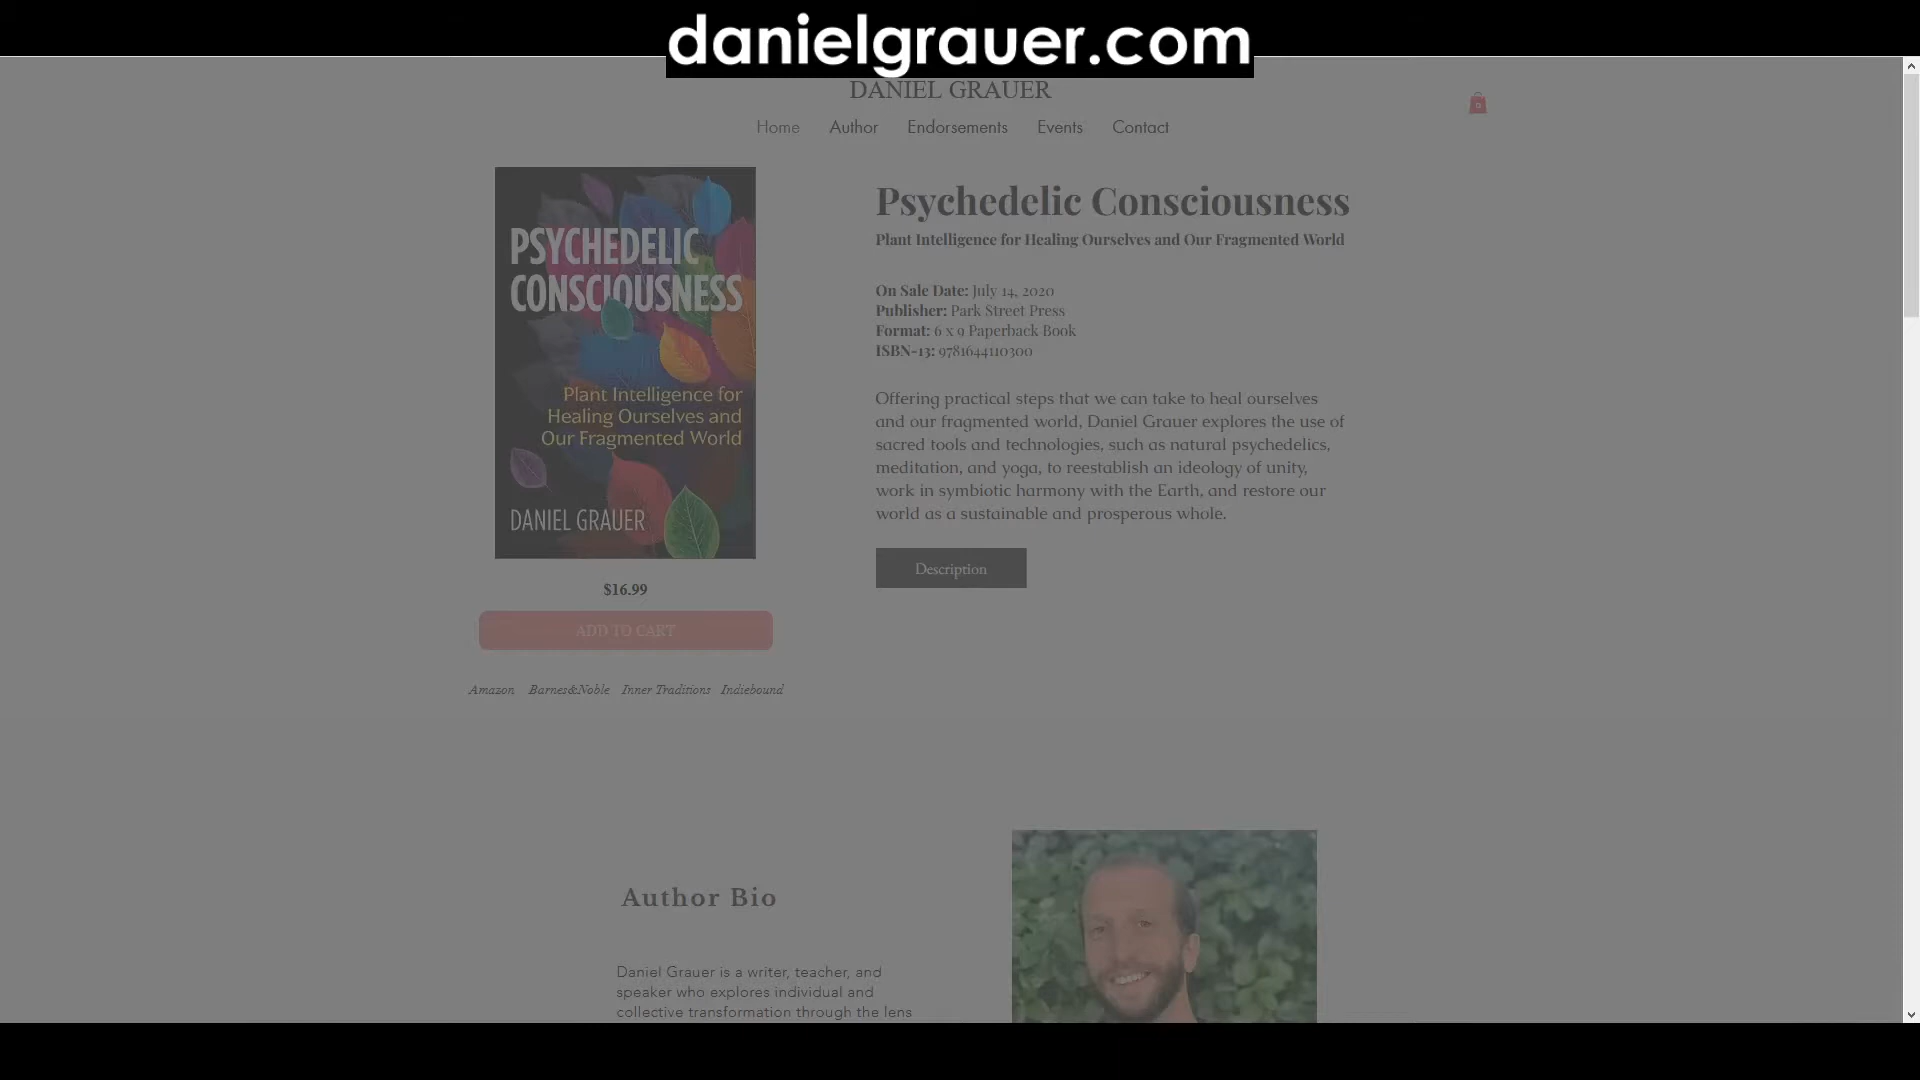 danielgrauer.com
DANIEL GRAUER
Home Author Endorsements Events Contact
0
PSYCHEDELIC
CONSCIOUSNESS
Plant Intelligence for
Healing Ourselves and
Our Fragmented World
DANIEL GRAUER
$16.99
ADD TO CART
Amazon Barnes&Noble Inner Traditions Indiebound
Psychedelic Consciousness
Plant Intelligence for Healing Ourselves and Our Fragmented World
On Sale Date: July 14, 2020
Publisher: Park Street Press
Format: 6 x 9 Paperback Book
ISBN-13: 9781644110300
Offering practical steps that we can take to heal ourselves
and our fragmented world, Daniel Grauer explores the use of
sacred tools and technologies, such as natural psychedelics,
meditation, and yoga, to reestablish an ideology of unity,
work in symbiotic harmony with the Earth, and restore our
world as a sustainable and prosperous whole.
Description
Author Bio
Daniel Grauer is a writer, teacher, and
speaker who explores individual and
collective transformation through the lens